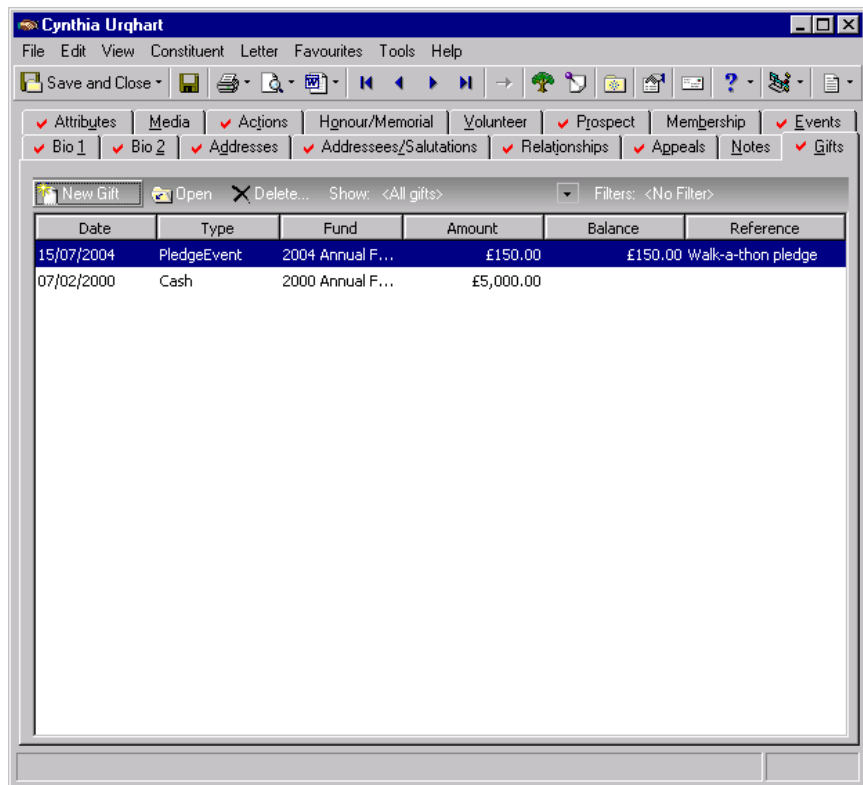 Cynthia Urqhart
File Edit View Constituent Letter Favourites Tools Help
Save and Close
Attributes Media Actions Honour/Memorial Volunteer Prospect Membership Events
Bio 1 Bio 2 Addresses Addressees/Salutations Relationships Appeals Notes Gifts
New Gift Open Delete... Show: <All gifts> Filters: <No Filter>
Date Type Fund Amount Balance Reference
15/07/2004 PledgeEvent 2004 Annual F... £150.00 £150.00 Walk-a-thon pledge
07/02/2000 Cash 2000 Annual F... £5,000.00